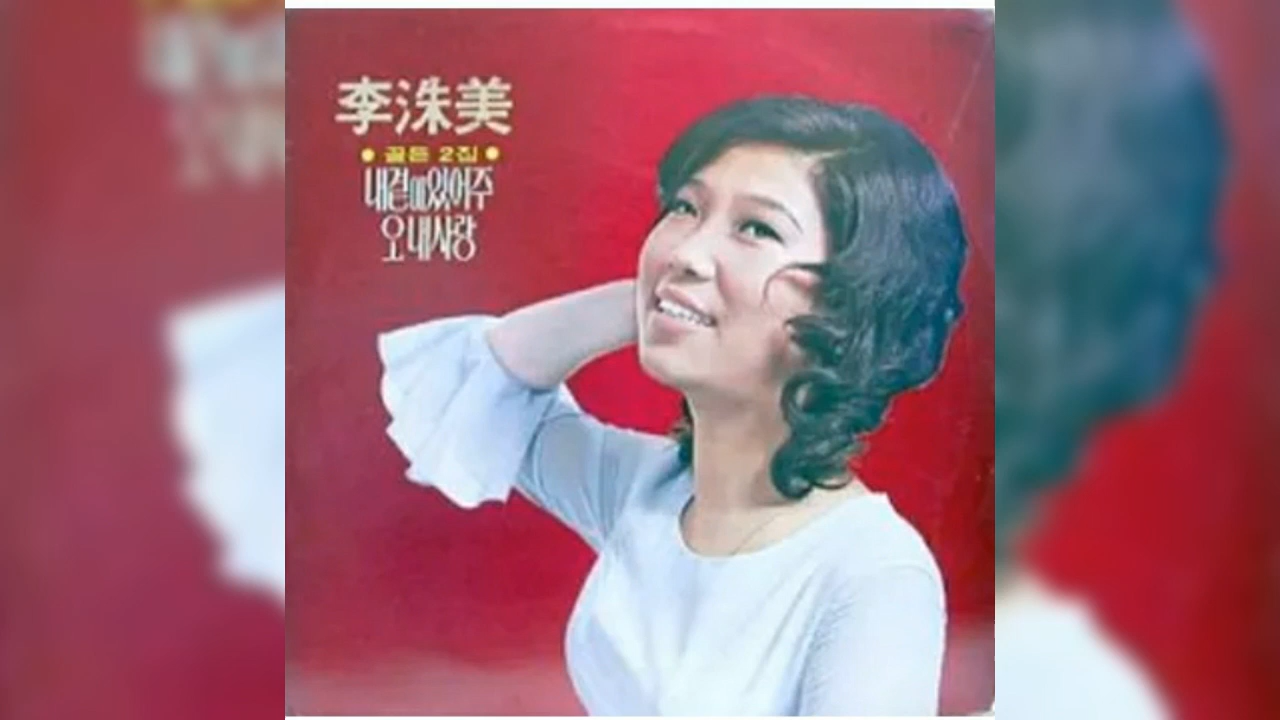 李洙美
● 골든 2집 ●
내곁에있어주
오 내사랑